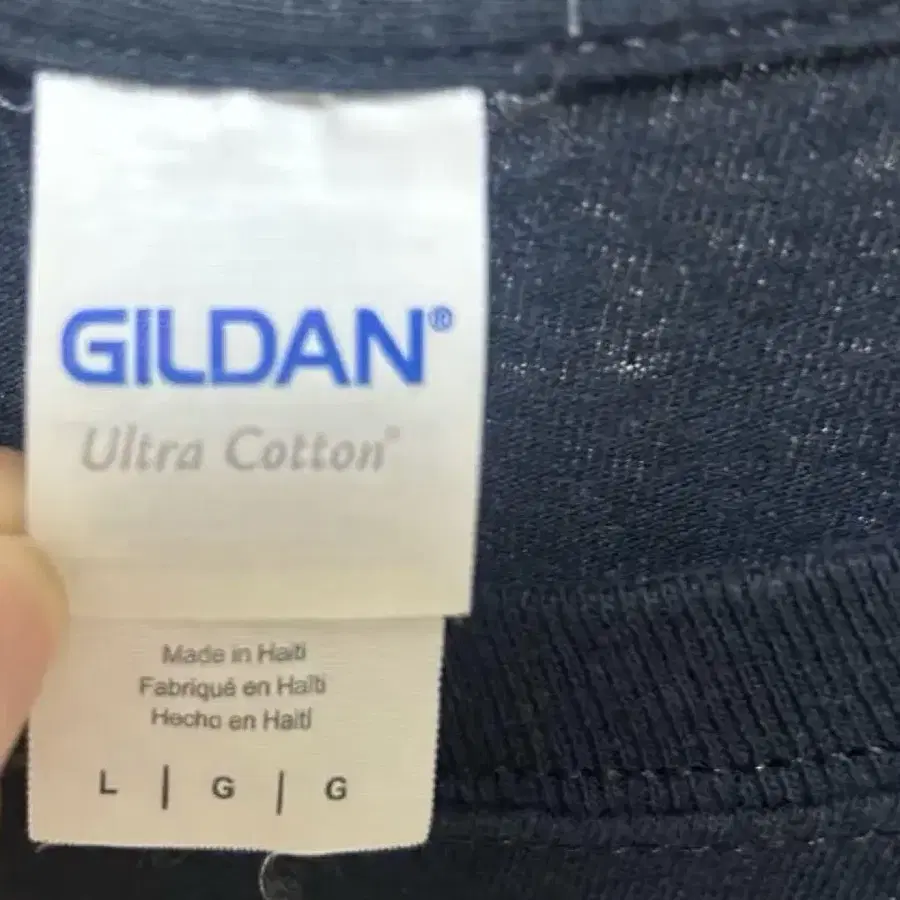 GILDAN®
Ultra Cotton®
Made in Haiti
Fabriqué en Haïti
Hecho en Haití
L | G | G